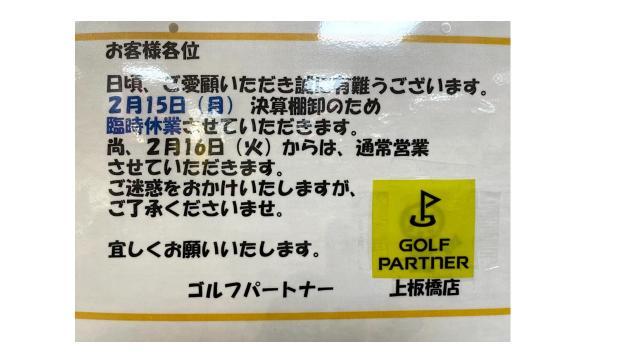 お客様各位
日頃、ご愛顧いただき誠に有難うございます。
2月15日（月） 決算棚卸のため
臨時休業させていただきます。
尚、2月16日（火）からは、通常営業
させていただきます。
ご迷惑をおかけいたしますが、
ご了承くださいませ。
宜しくお願いいたします。
GOLF
PARTNER
ゴルフパートナー 上板橋店